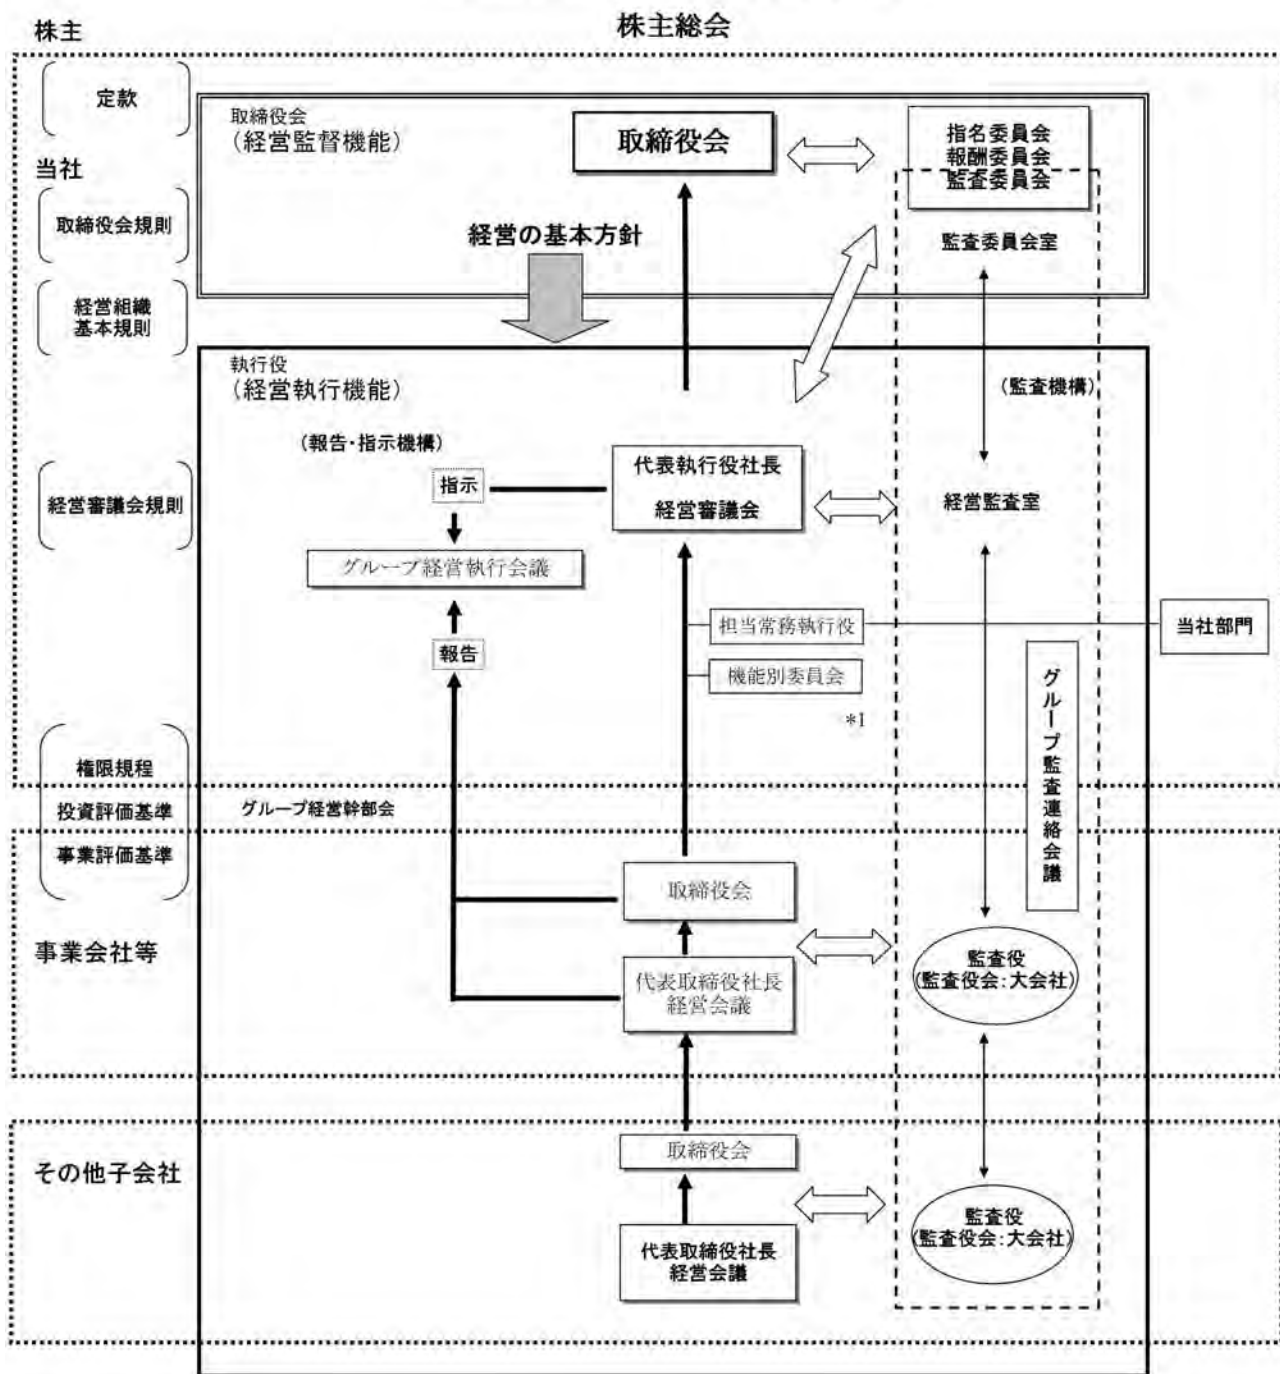 株主総会
株主
定款
取締役会
(経営監督機能)
取締役会
指名委員会
報酬委員会
監査委員会
当社
取締役会規則
経営の基本方針
監査委員会室
経営組織
基本規則
執行役
(経営執行機能)
(監査機構)
(報告・指示機構)
代表執行役社長
経営審議会
指示
経営審議会規則
経営監査室
グループ経営執行会議
担当常務執行役
当社部門
報告
機能別委員会
*1
グループ監査連絡会議
権限規程
投資評価基準
グループ経営幹部会
事業評価基準
取締役会
事業会社等
代表取締役社長
経営会議
監査役
(監査役会:大会社)
その他子会社
取締役会
代表取締役社長
経営会議
監査役
(監査役会:大会社)